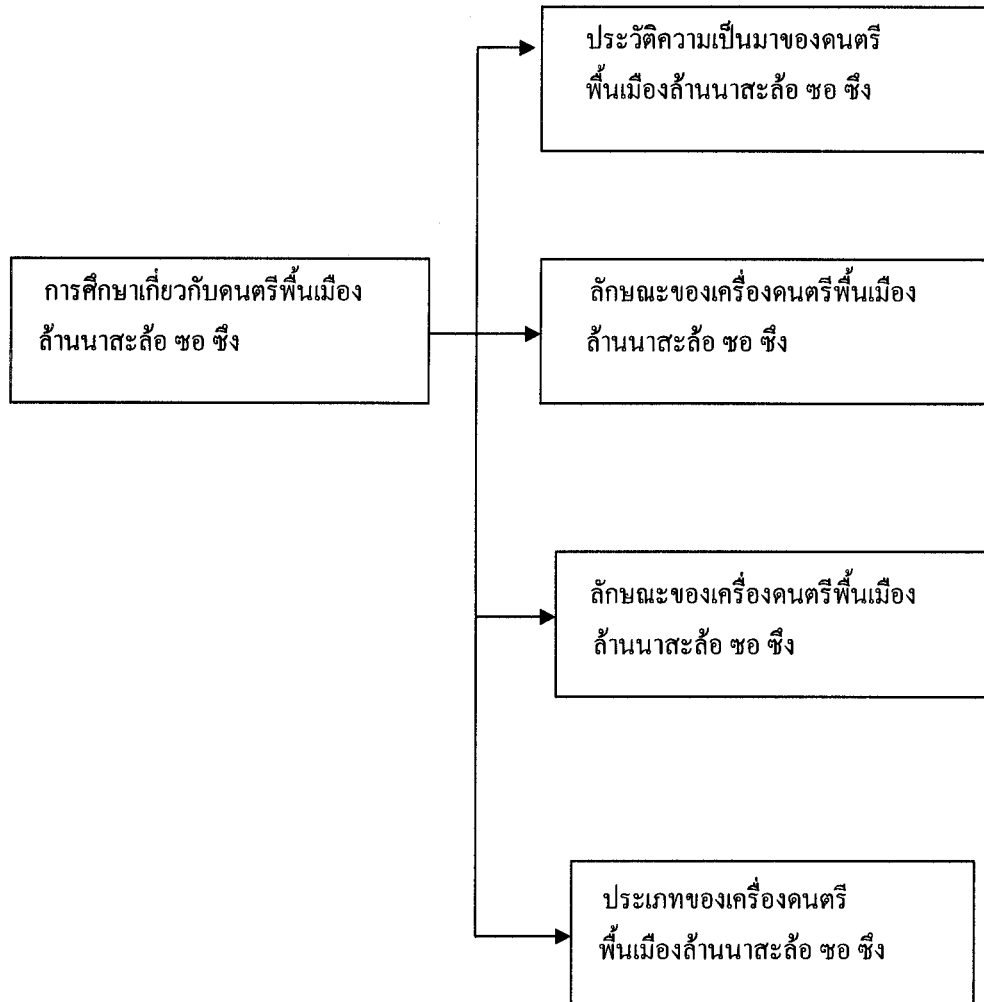 ประวัติความเป็นมาของดนตรี
พื้นเมืองล้านนาสะล้อ ซอ ซึง
การศึกษาเกี่ยวกับดนตรีพื้นเมือง
ล้านนาสะล้อ ซอ ซึง
ลักษณะของเครื่องดนตรีพื้นเมือง
ล้านนาสะล้อ ซอ ซึง
ลักษณะของเครื่องดนตรีพื้นเมือง
ล้านนาสะล้อ ซอ ซึง
ประเภทของเครื่องดนตรี
พื้นเมืองล้านนาสะล้อ ซอ ซึง